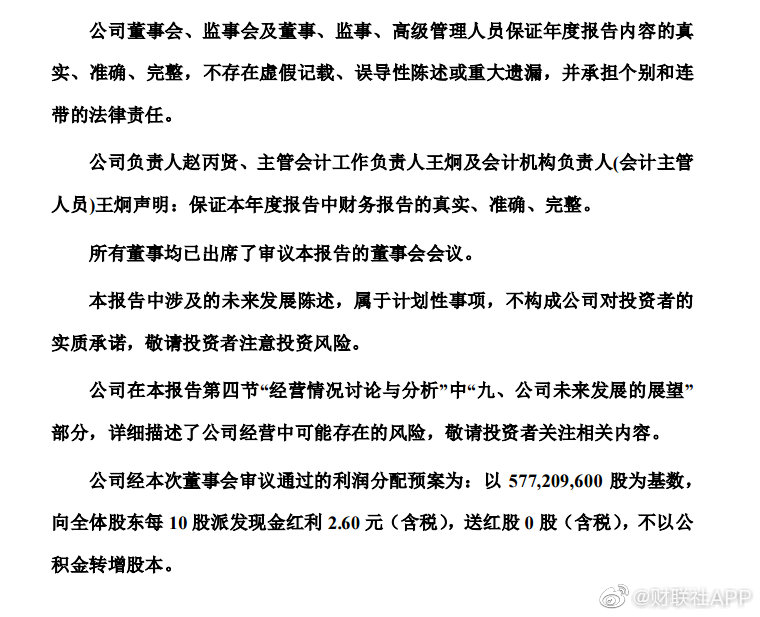 公司董事会、监事会及董事、监事、高级管理人员保证年度报告内容的真
实、准确、完整，不存在虚假记载、误导性陈述或重大遗漏，并承担个别和连
带的法律责任。
公司负责人赵丙贤、主管会计工作负责人王炯及会计机构负责人(会计主管
人员)王炯声明：保证本年度报告中财务报告的真实、准确、完整。
所有董事均已出席了审议本报告的董事会会议。
本报告中涉及的未来发展陈述，属于计划性事项，不构成公司对投资者的
实质承诺，敬请投资者注意投资风险。
公司在本报告第四节“经营情况讨论与分析”中“九、公司未来发展的展望”
部分，详细描述了公司经营中可能存在的风险，敬请投资者关注相关内容。
公司经本次董事会审议通过的利润分配预案为：以 577,209,600 股为基数，
向全体股东每 10 股派发现金红利 2.60 元（含税），送红股 0 股（含税），不以公
积金转增股本。
@财联社APP